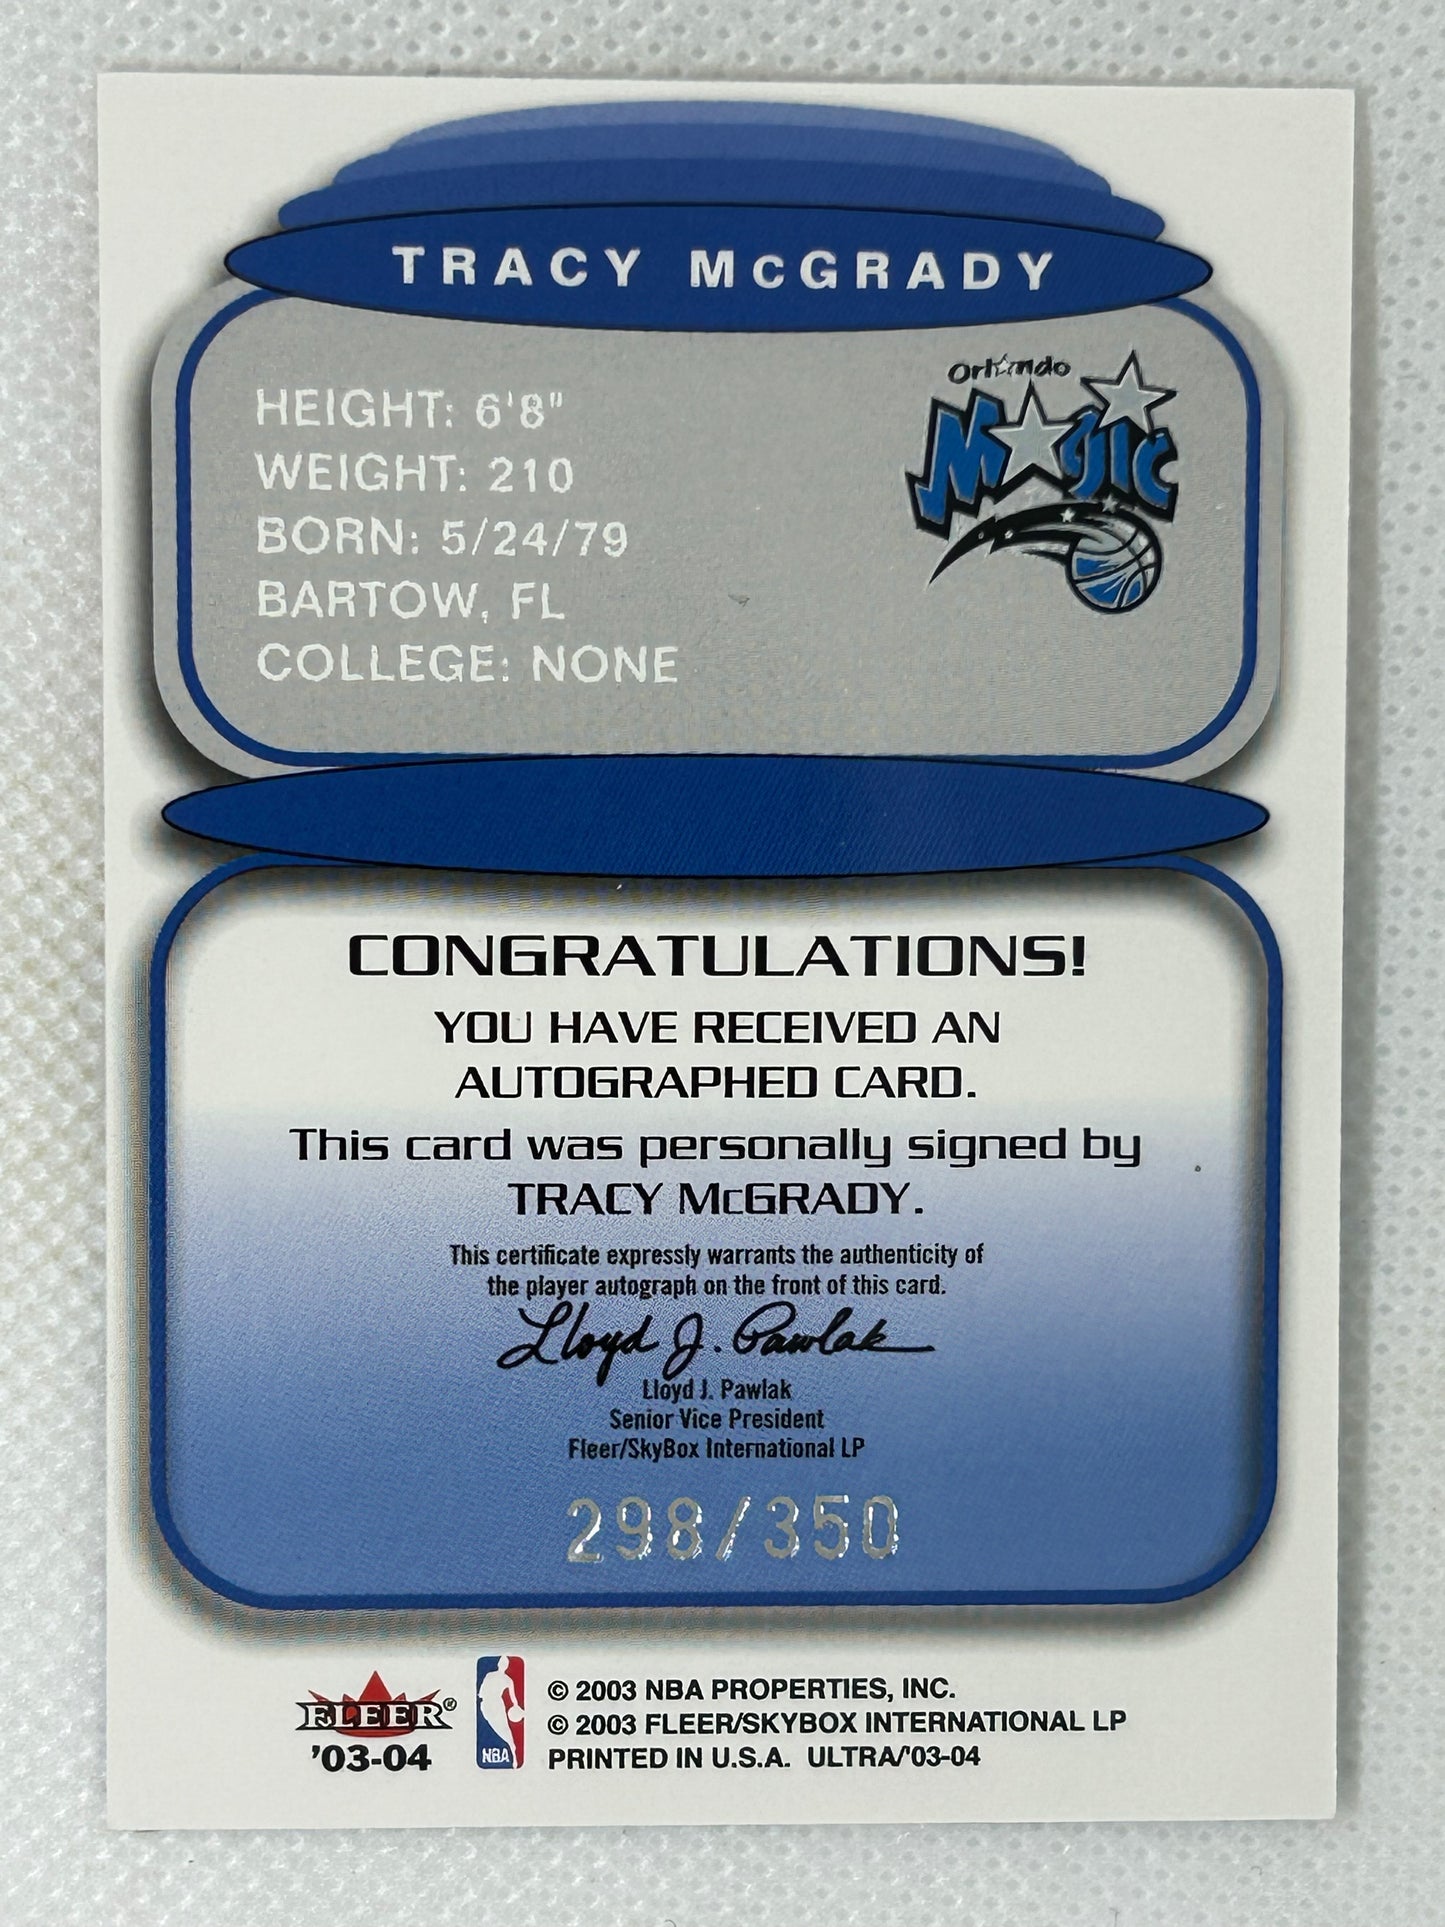 TRACY McGRADY
Orlando
Magic
HEIGHT: 6'8"
WEIGHT: 210
BORN: 5/24/79
BARTOW, FL
COLLEGE: NONE
CONGRATULATIONS!
YOU HAVE RECEIVED AN
AUTOGRAPHED CARD.
This card was personally signed by
TRACY McGRADY.
This certificate expressly warrants the authenticity of
the player autograph on the front of this card.
Lloyd J. Pawlak
Lloyd J. Pawlak
Senior Vice President
Fleer/SkyBox International LP
298/350
FLEER®
'03-04
NBA
© 2003 NBA PROPERTIES, INC.
© 2003 FLEER/SKYBOX INTERNATIONAL LP
PRINTED IN U.S.A. ULTRA/'03-04